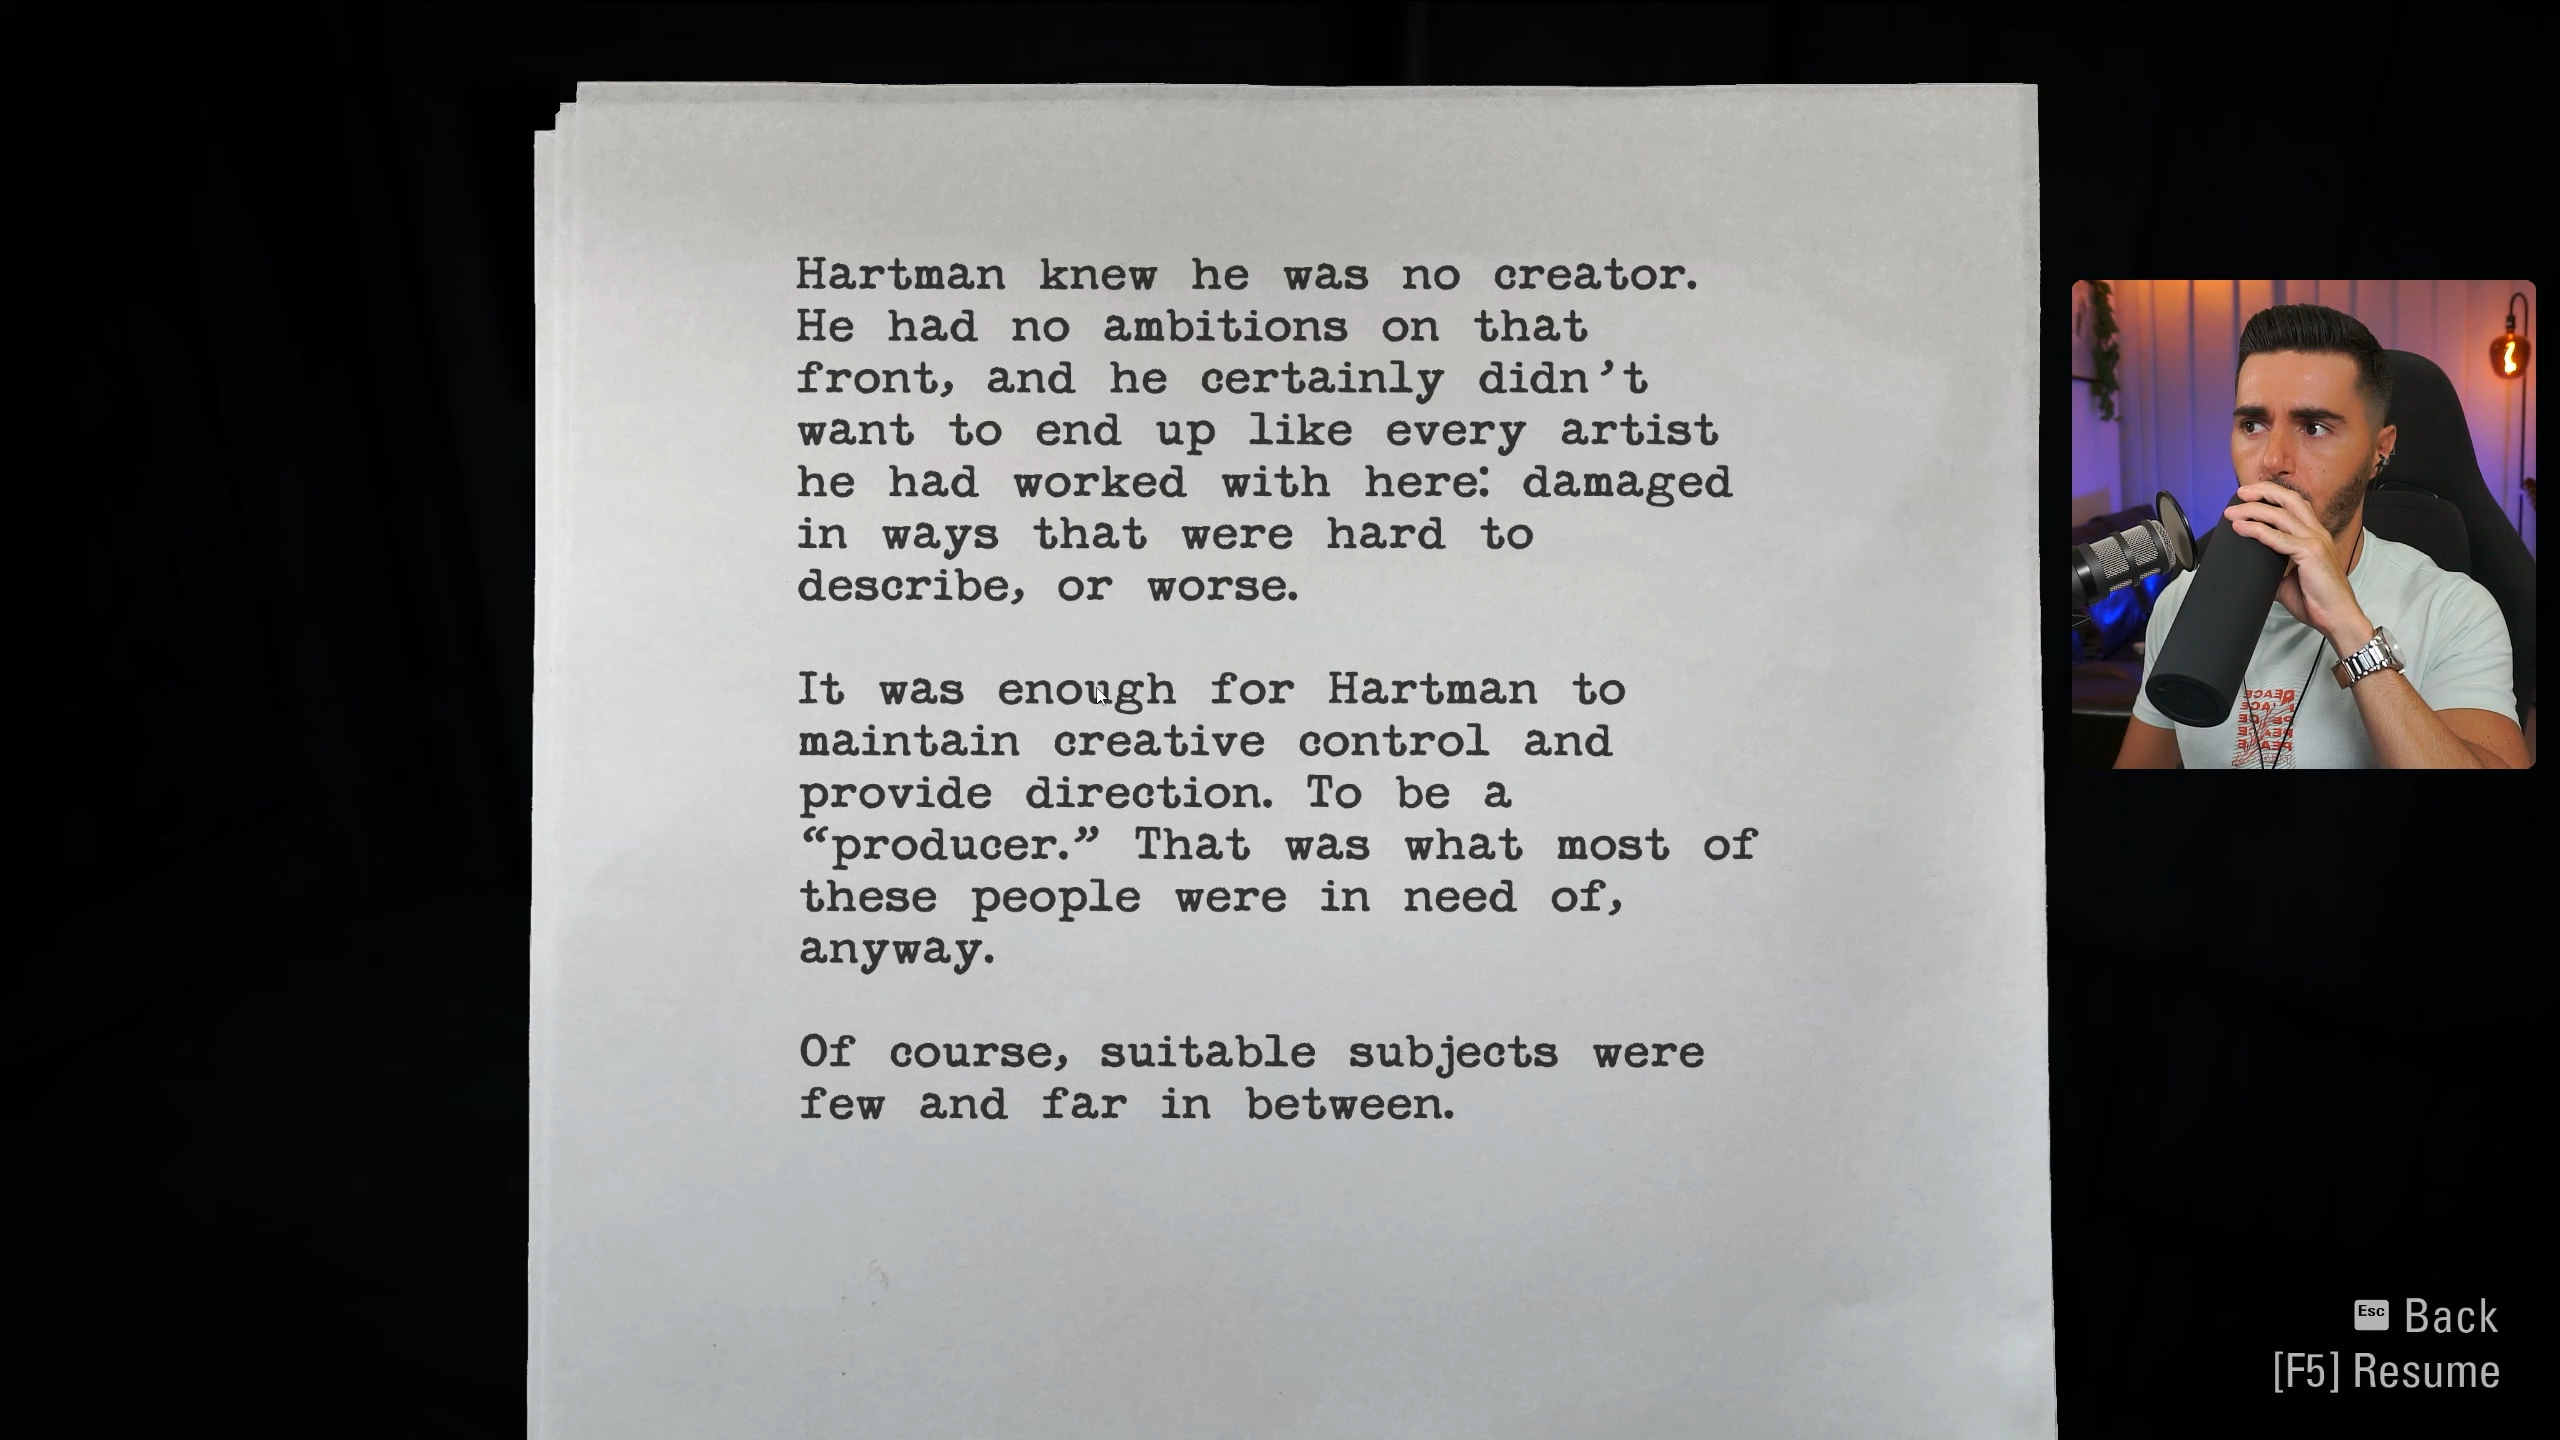 Hartman knew he was no creator.
He had no ambitions on that
front, and he certainly didn’t
want to end up like every artist
he had worked with here: damaged
in ways that were hard to
describe, or worse.
It was enough for Hartman to
maintain creative control and
provide direction. To be a
“producer.” That was what most of
these people were in need of,
anyway.
Of course, suitable subjects were
few and far in between.
Esc Back
[F5] Resume